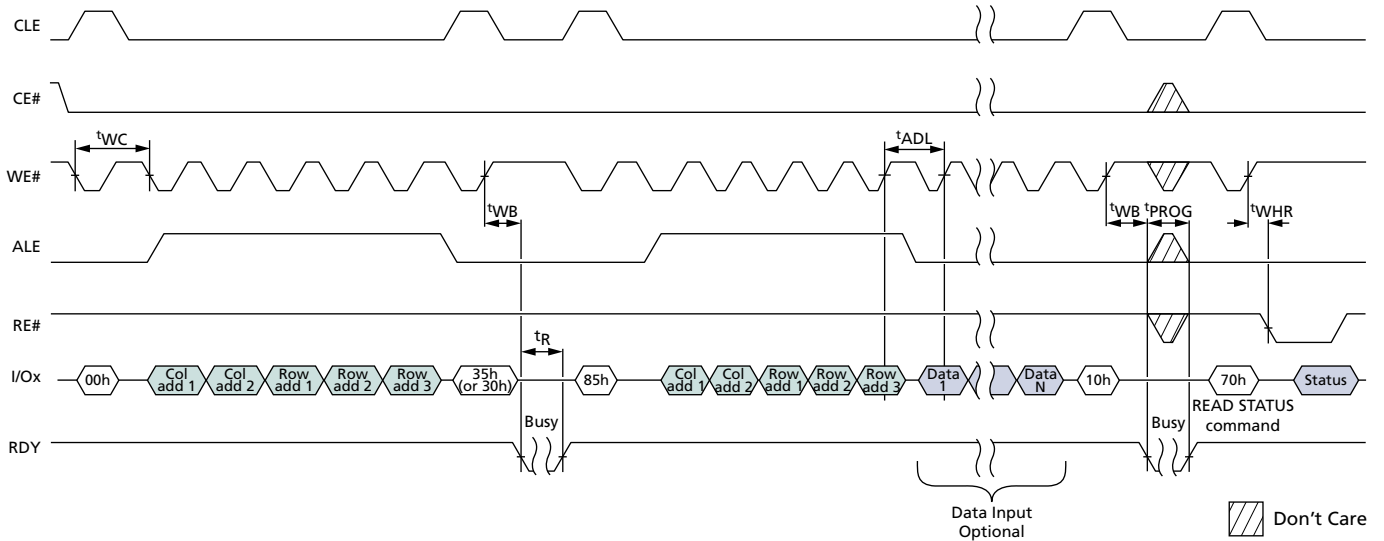 CLE
CE#
tWC
tADL
WE#
tWB
tWB
tPROG
tWHR
ALE
RE#
tR
I/Ox
00h
Col
add 1
Col
add 2
Row
add 1
Row
add 2
Row
add 3
35h
(or 30h)
85h
Col
add 1
Col
add 2
Row
add 1
Row
add 2
Row
add 3
Data
1
Data
N
10h
70h
Status
READ STATUS
command
Busy
Busy
RDY
Data Input
Optional
Don't Care